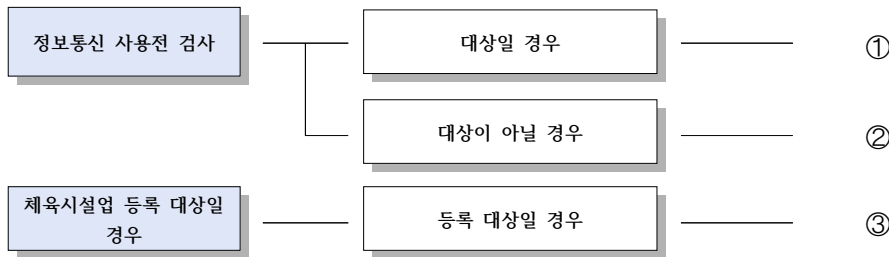 정보통신 사용전 검사
대상일 경우
①
대상이 아닐 경우
②
체육시설업 등록 대상일
경우
등록 대상일 경우
③